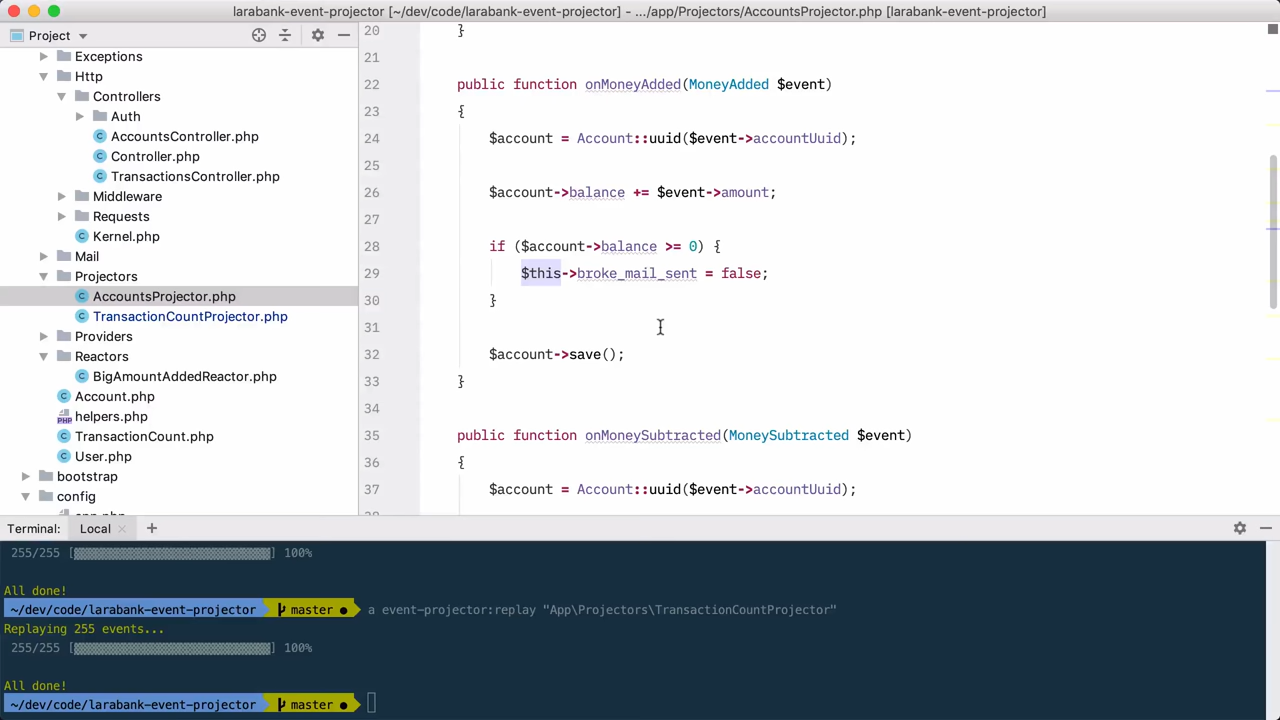 larabank-event-projector [~/dev/code/larabank-event-projector] - .../app/Projectors/AccountsProjector.php [larabank-event-projector]
Project
Exceptions
Http
Controllers
Auth
AccountsController.php
Controller.php
TransactionsController.php
Middleware
Requests
Kernel.php
Mail
Projectors
AccountsProjector.php
TransactionCountProjector.php
Providers
Reactors
BigAmountAddedReactor.php
Account.php
helpers.php
TransactionCount.php
User.php
bootstrap
config
20 }
21
22 public function onMoneyAdded(MoneyAdded $event)
23 {
24 $account = Account::uuid($event->accountUuid);
25
26 $account->balance += $event->amount;
27
28 if ($account->balance >= 0) {
29 $this->broke_mail_sent = false;
30 }
31
32 $account->save();
33 }
34
35 public function onMoneySubtracted(MoneySubtracted $event)
36 {
37 $account = Account::uuid($event->accountUuid);
Terminal: Local × +
255/255 [▓▓▓▓▓▓▓▓▓▓▓▓▓▓▓▓▓▓▓▓▓▓▓▓▓▓▓▓] 100%
All done!
~/dev/code/larabank-event-projector master ● a event-projector:replay "App\Projectors\TransactionCountProjector"
Replaying 255 events...
255/255 [▓▓▓▓▓▓▓▓▓▓▓▓▓▓▓▓▓▓▓▓▓▓▓▓▓▓▓▓] 100%
All done!
~/dev/code/larabank-event-projector master ●